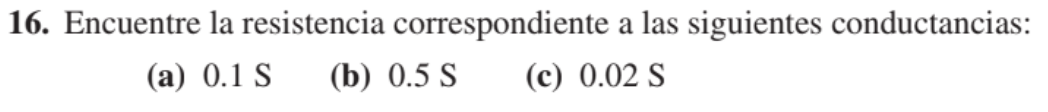 16. Encuentre la resistencia correspondiente a las siguientes conductancias:
(a) 0.1 S (b) 0.5 S (c) 0.02 S